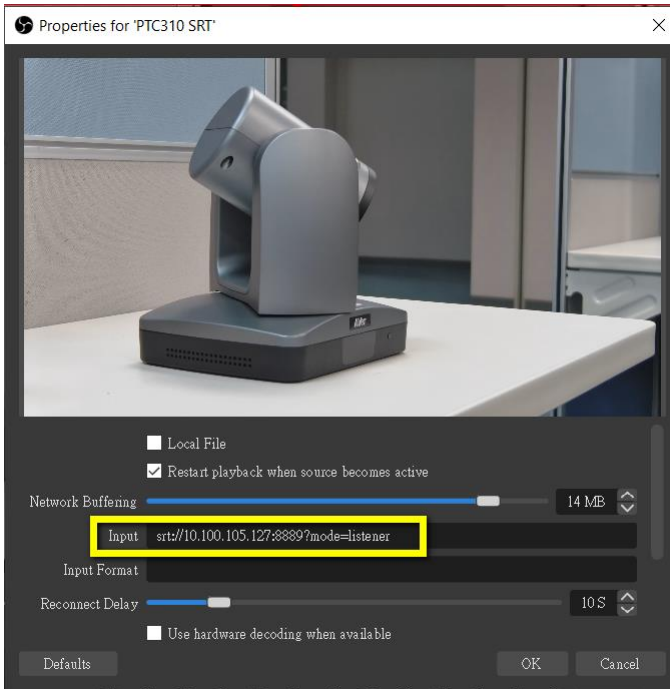 Properties for 'PTC310 SRT'
Local File
Restart playback when source becomes active
Network Buffering 14 MB
Input srt://10.100.105.127:8889?mode=listener
Input Format
Reconnect Delay 10 S
Use hardware decoding when available
Defaults OK Cancel